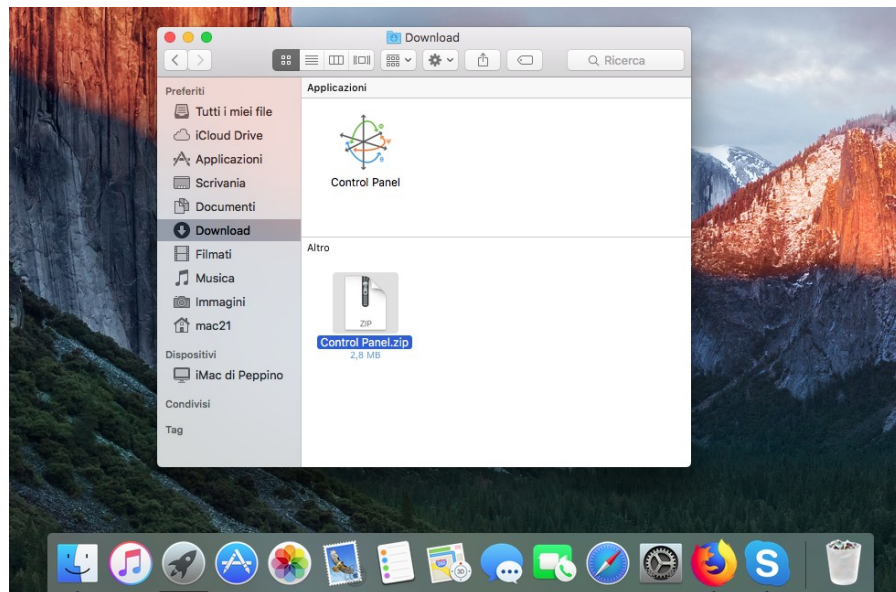 Download
Ricerca
Preferiti
Tutti i miei file
iCloud Drive
Applicazioni
Scrivania
Documenti
Download
Filmati
Musica
Immagini
mac21
Dispositivi
iMac di Peppino
Condivisi
Tag
Applicazioni
Control Panel
Altro
ZIP
Control Panel.zip
2,8 MB